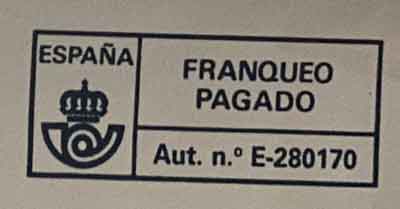 ESPAÑA
FRANQUEO
PAGADO
Aut. n.º E-280170